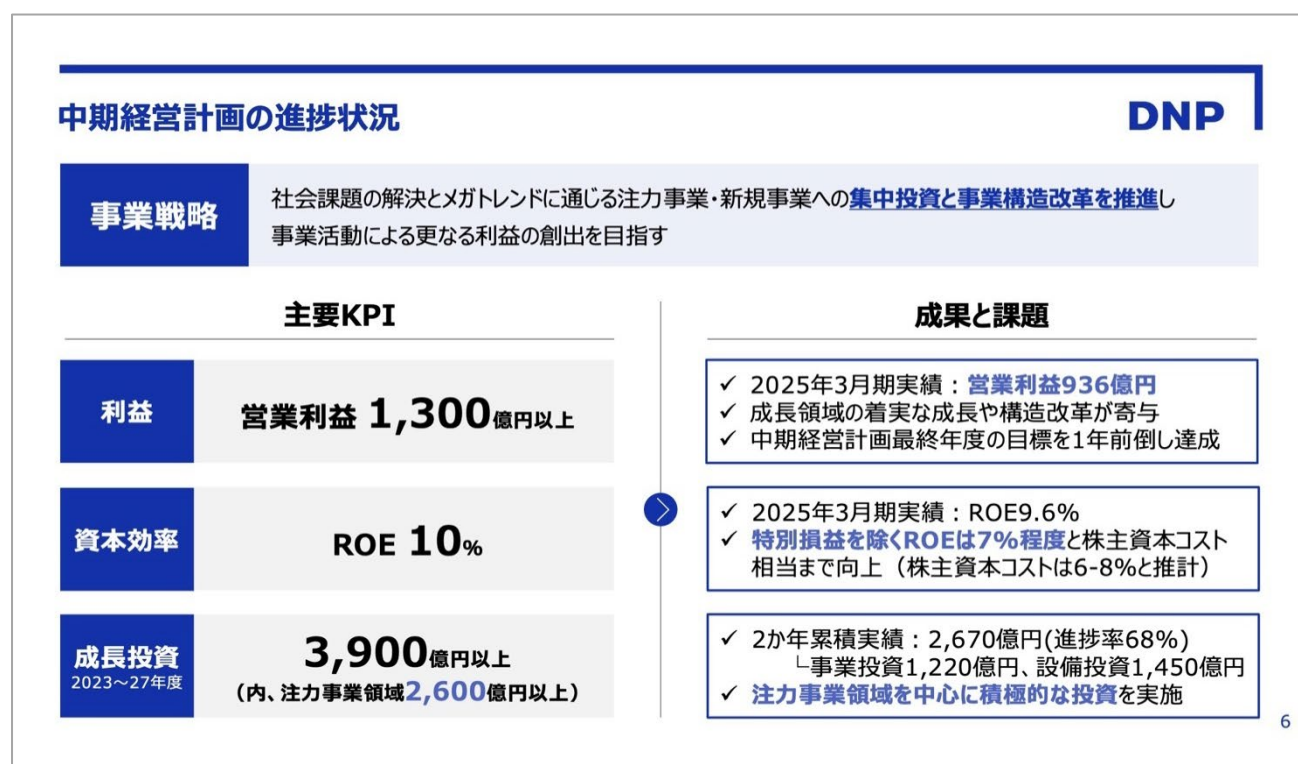 中期経営計画の進捗状況
DNP
事業戦略
社会課題の解決とメガトレンドに通じる注力事業・新規事業への集中投資と事業構造改革を推進し
事業活動による更なる利益の創出を目指す
主要KPI
利益
営業利益 1,300億円以上
資本効率
ROE 10%
成長投資
2023～27年度
3,900億円以上
（内、注力事業領域2,600億円以上）
成果と課題
✓ 2025年3月期実績：営業利益936億円
✓ 成長領域の着実な成長や構造改革が寄与
✓ 中期経営計画最終年度の目標を1年前倒し達成
✓ 2025年3月期実績：ROE9.6%
✓ 特別損益を除くROEは7%程度と株主資本コスト
相当まで向上（株主資本コストは6-8%と推計）
✓ 2か年累積実績：2,670億円(進捗率68%)
└事業投資1,220億円、設備投資1,450億円
✓ 注力事業領域を中心に積極的な投資を実施
6